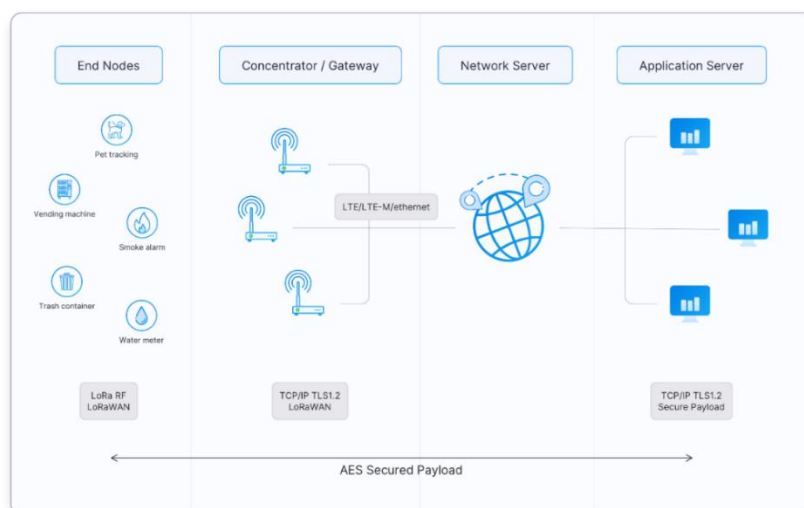 End Nodes
Concentrator / Gateway
Network Server
Application Server
Pet tracking
Vending machine
Smoke alarm
Trash container
Water meter
LTE/LTE-M/ethernet
LoRa RF
LoRaWAN
TCP/IP TLS1.2
LoRaWAN
TCP/IP TLS1.2
Secure Payload
AES Secured Payload